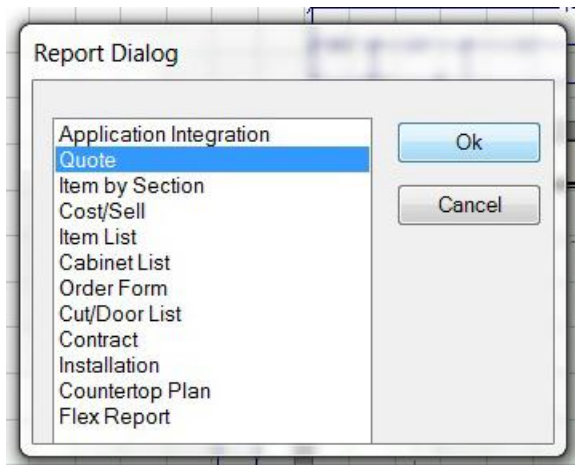 Report Dialog
Application Integration
Quote
Item by Section
Cost/Sell
Item List
Cabinet List
Order Form
Cut/Door List
Contract
Installation
Countertop Plan
Flex Report
Ok
Cancel